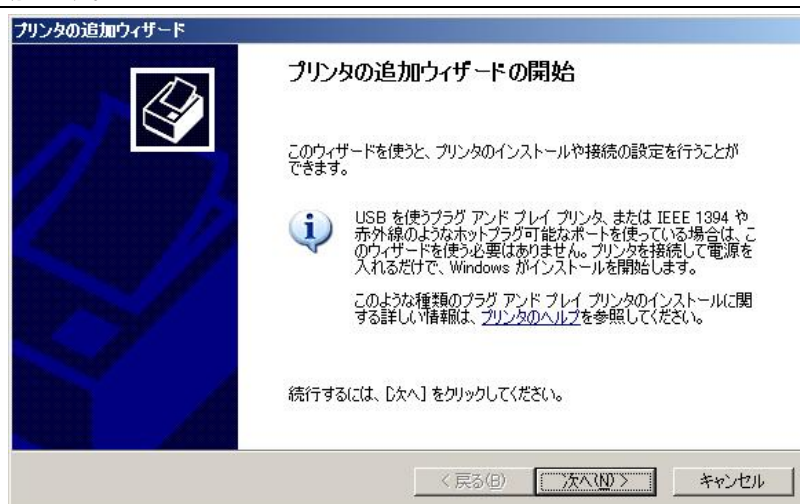 プリンタの追加ウィザード
プリンタの追加ウィザードの開始
このウィザードを使うと、プリンタのインストールや接続の設定を行うことが
できます。
USB を使うプラグ アンド プレイ プリンタ、または IEEE 1394 や
赤外線のようなホットプラグ可能なポートを使っている場合は、こ
のウィザードを使う必要はありません。プリンタを接続して電源を
入れるだけで、Windows がインストールを開始します。
このような種類のプラグ アンド プレイ プリンタのインストールに関
する詳しい情報は、プリンタのヘルプを参照してください。
続行するには、[次へ] をクリックしてください。
< 戻る(B)
次へ(N) >
キャンセル